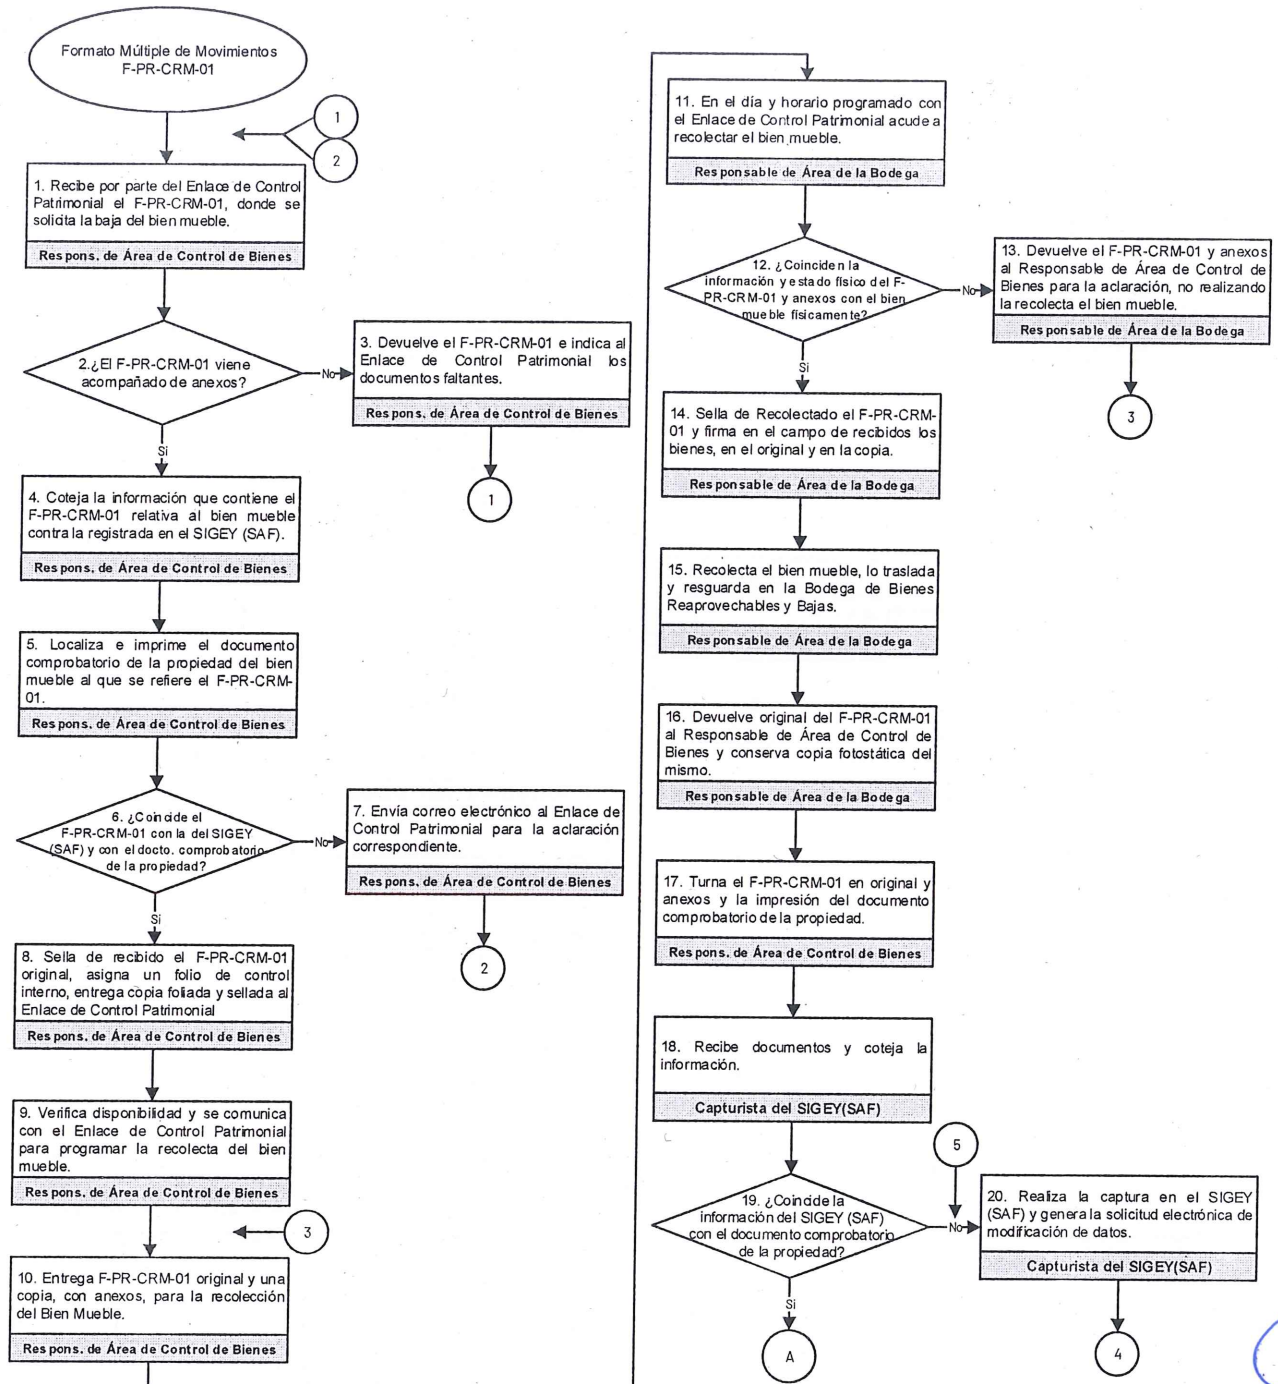 Formato Múltiple de Movimientos
F-PR-CRM-01
1
2
1. Recibe por parte del Enlace de Control
Patrimonial el F-PR-CRM-01, donde se
solicita la baja del bien mueble.
Respons. de Área de Control de Bienes
2.¿El F-PR-CRM-01 viene
acompañado de anexos?
No
3. Devuelve el F-PR-CRM-01 e indica al
Enlace de Control Patrimonial los
documentos faltantes.
Respons. de Área de Control de Bienes
1
Si
4. Coteja la información que contiene el
F-PR-CRM-01 relativa al bien mueble
contra la registrada en el SIGEY (SAF).
Respons. de Área de Control de Bienes
5. Localiza e imprime el documento
comprobatorio de la propiedad del bien
mueble al que se refiere el F-PR-CRM-
01.
Respons. de Área de Control de Bienes
6. ¿Coincide el
F-PR-CRM-01 con la del SIGEY
(SAF) y con el docto. comprobatorio
de la propiedad?
No
7. Envía correo electrónico al Enlace de
Control Patrimonial para la aclaración
correspondiente.
Respons. de Área de Control de Bienes
2
Si
8. Sella de recibido el F-PR-CRM-01
original, asigna un folio de control
interno, entrega copia foliada y sellada al
Enlace de Control Patrimonial
Respons. de Área de Control de Bienes
9. Verifica disponibilidad y se comunica
con el Enlace de Control Patrimonial
para programar la recolecta del bien
mueble.
Respons. de Área de Control de Bienes
3
10. Entrega F-PR-CRM-01 original y una
copia, con anexos, para la recolección
del Bien Mueble.
Respons. de Área de Control de Bienes
11. En el día y horario programado con
el Enlace de Control Patrimonial acude a
recolectar el bien mueble.
Responsable de Área de la Bodega
12. ¿Coinciden la
información y estado físico del F-
PR-CRM-01 y anexos con el bien
mueble físicamente?
No
13. Devuelve el F-PR-CRM-01 y anexos
al Responsable de Área de Control de
Bienes para la aclaración, no realizando
la recolecta el bien mueble.
Responsable de Área de la Bodega
3
Si
14. Sella de Recolectado el F-PR-CRM-
01 y firma en el campo de recibidos los
bienes, en el original y en la copia.
Responsable de Área de la Bodega
15. Recolecta el bien mueble, lo traslada
y resguarda en la Bodega de Bienes
Reaprovechables y Bajas.
Responsable de Área de la Bodega
16. Devuelve original del F-PR-CRM-01
al Responsable de Área de Control de
Bienes y conserva copia fotostática del
mismo.
Responsable de Área de la Bodega
17. Turna el F-PR-CRM-01 en original y
anexos y la impresión del documento
comprobatorio de la propiedad.
Respons. de Área de Control de Bienes
18. Recibe documentos y coteja la
información.
Capturista del SIGEY(SAF)
5
19. ¿Coincide la
información del SIGEY (SAF)
con el documento comprobatorio
de la propiedad?
No
20. Realiza la captura en el SIGEY
(SAF) y genera la solicitud electrónica de
modificación de datos.
Capturista del SIGEY(SAF)
Si
A
4